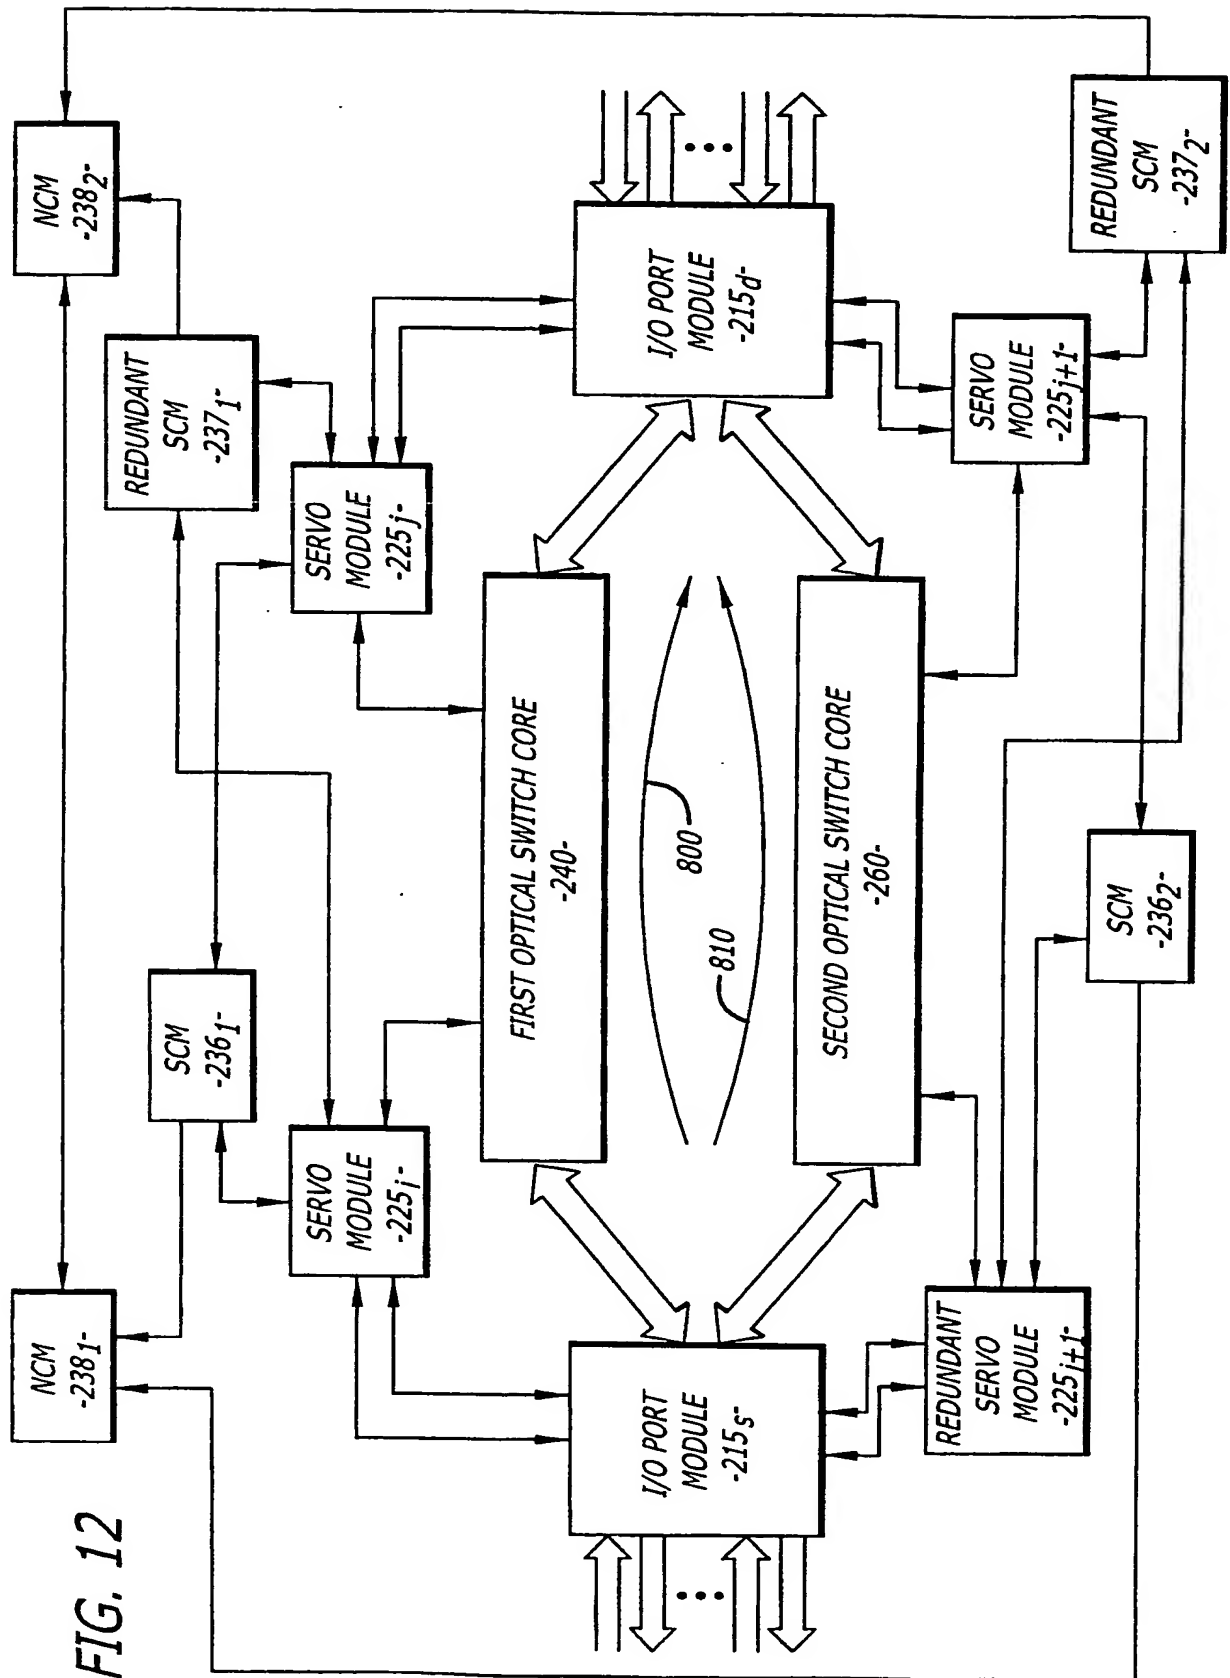 FIG. 12
NCM
-238₁-
NCM
-238₂-
SCM
-236₁-
REDUNDANT
SCM
-237₁-
SERVO
MODULE
-225i-
SERVO
MODULE
-225j-
FIRST OPTICAL SWITCH CORE
-240-
I/O PORT
MODULE
-215s-
800
810
I/O PORT
MODULE
-215d-
SECOND OPTICAL SWITCH CORE
-260-
REDUNDANT
SERVO
MODULE
-225j+1-
SERVO
MODULE
-225j+1-
SCM
-236₂-
REDUNDANT
SCM
-237₂-